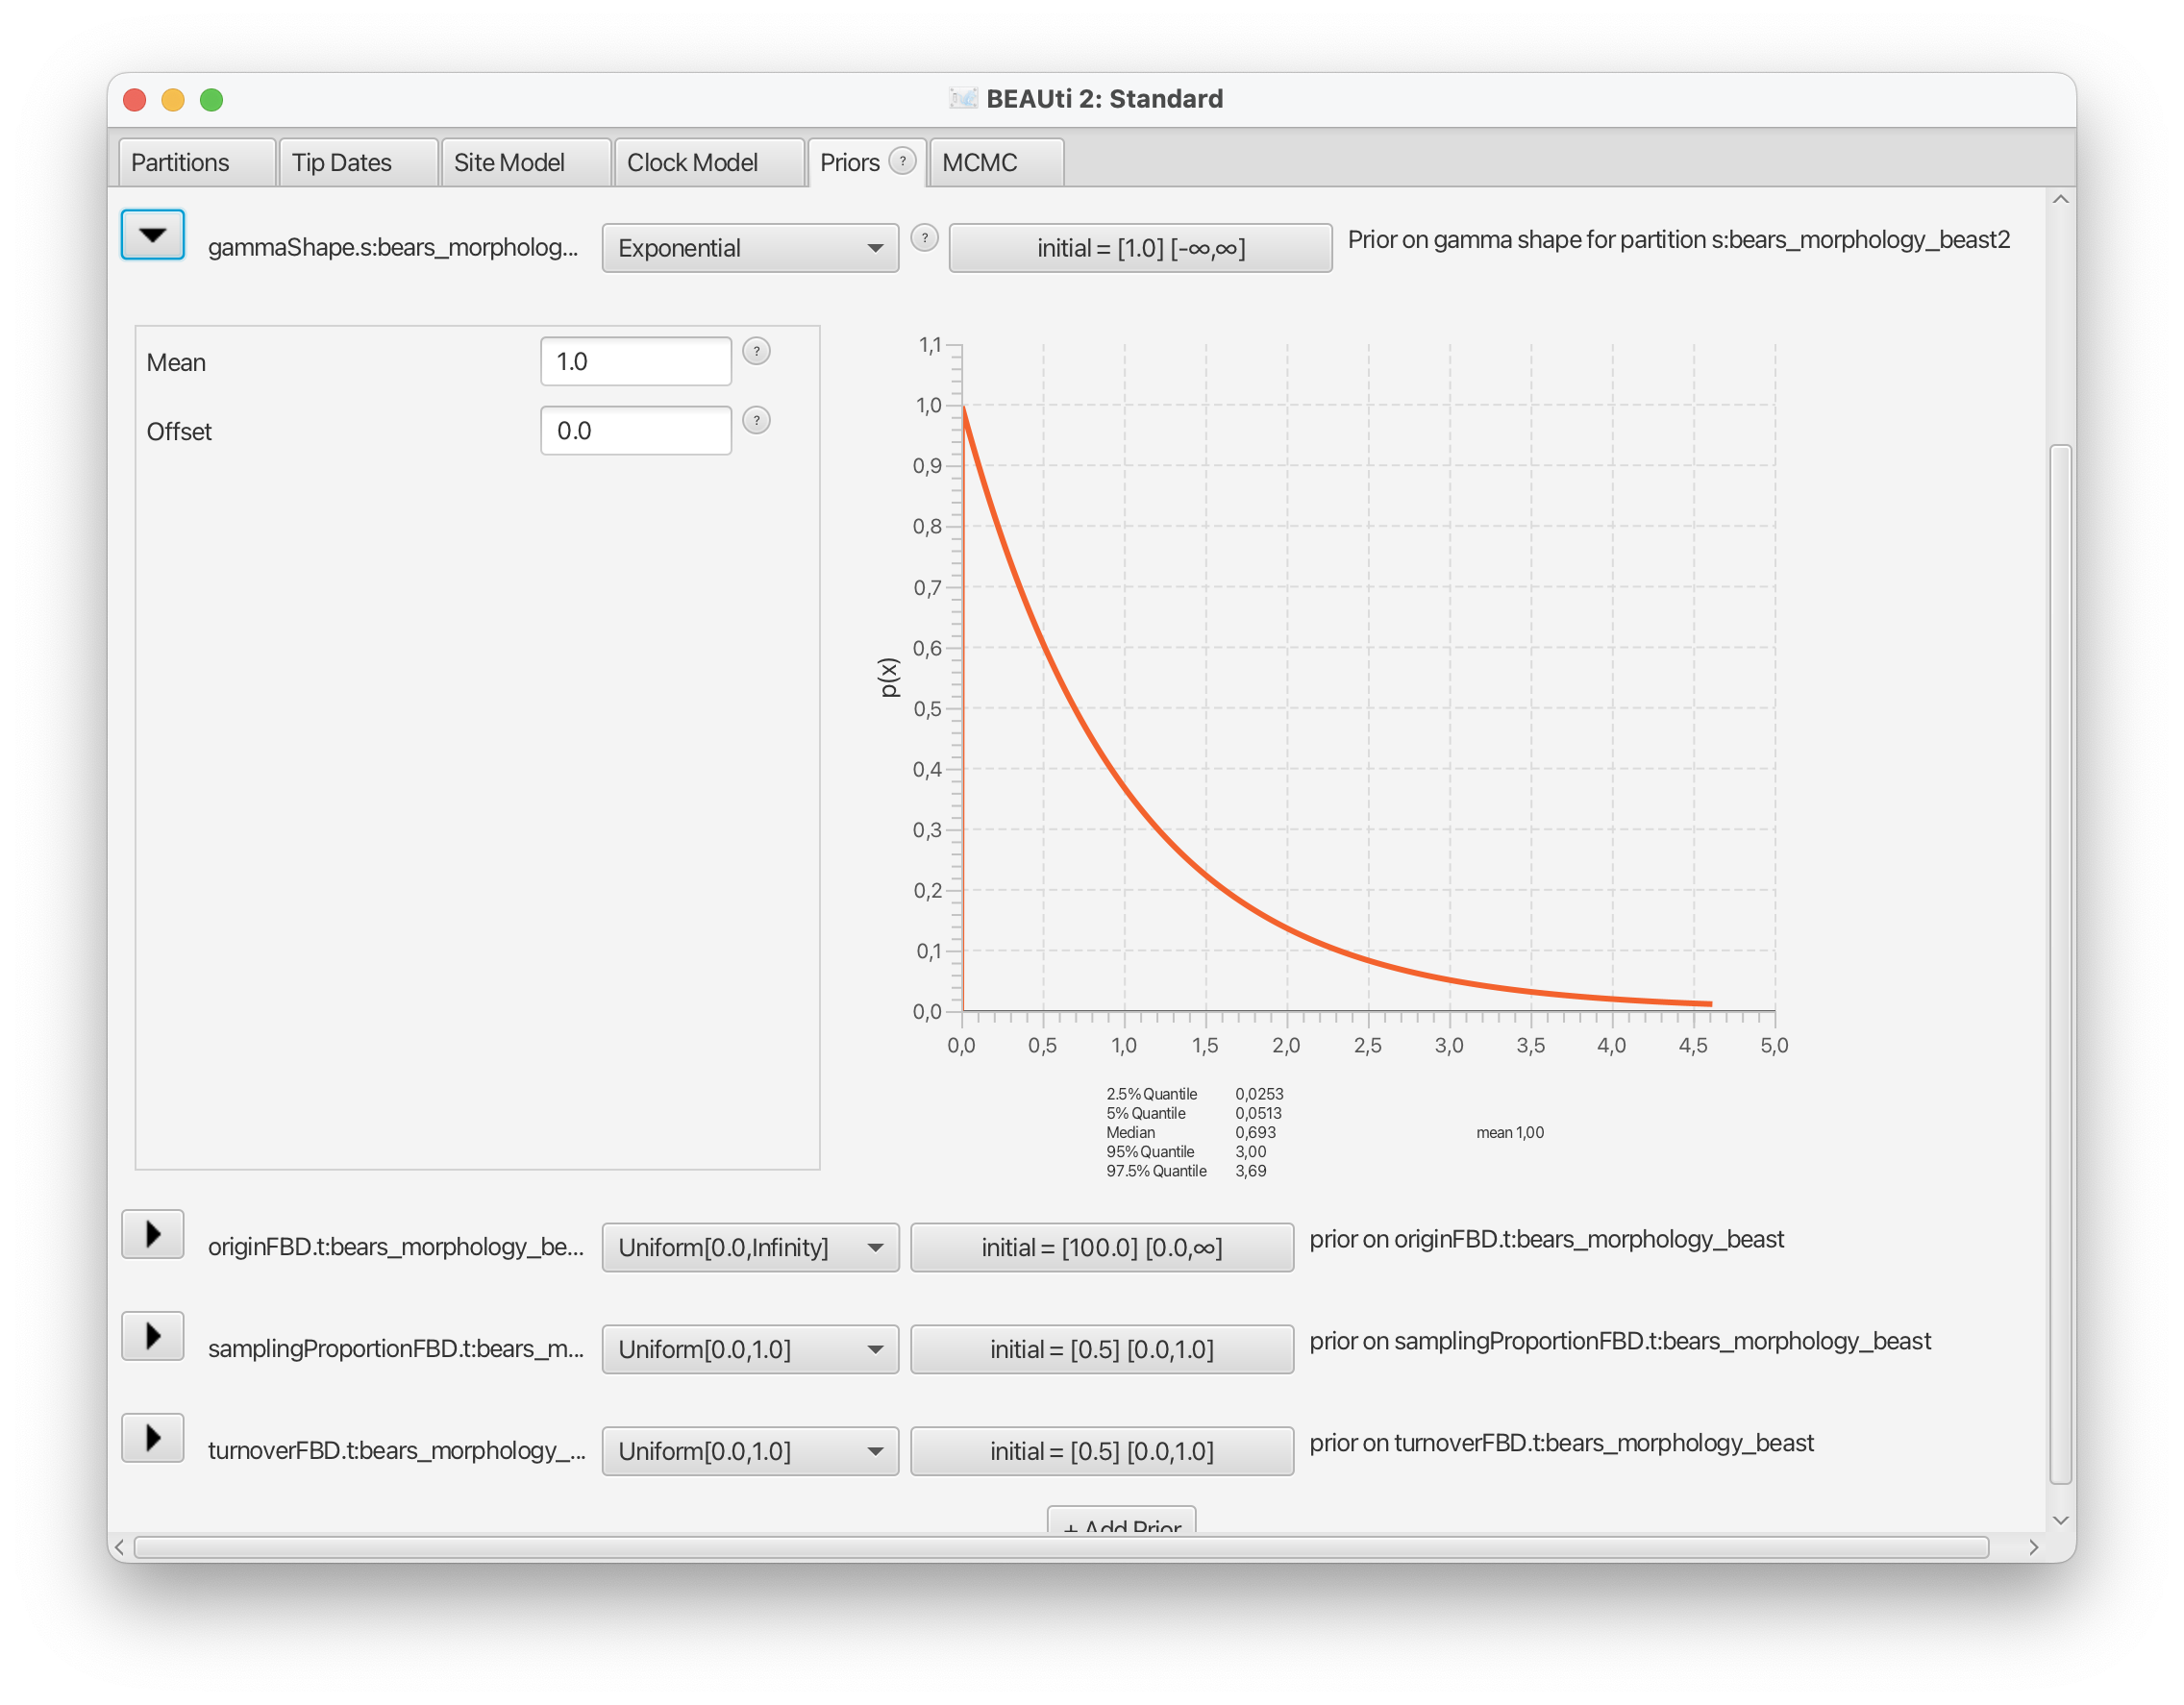 BEAUti 2: Standard
Partitions Tip Dates Site Model Clock Model Priors ? MCMC
gammaShape.s:bears_morpholog... Exponential ? initial = [1.0] [-∞,∞] Prior on gamma shape for partition s:bears_morphology_beast2
Mean 1.0 ?
Offset 0.0 ?
1,1
1,0
0,9
0,8
0,7
0,6
0,5
0,4
0,3
0,2
0,1
0,0
p(x)
0,0 0,5 1,0 1,5 2,0 2,5 3,0 3,5 4,0 4,5 5,0
2.5% Quantile 0,0253
5% Quantile 0,0513
Median 0,693 mean 1,00
95% Quantile 3,00
97.5% Quantile 3,69
originFBD.t:bears_morphology_be... Uniform[0.0,Infinity] initial = [100.0] [0.0,∞] prior on originFBD.t:bears_morphology_beast
samplingProportionFBD.t:bears_m... Uniform[0.0,1.0] initial = [0.5] [0.0,1.0] prior on samplingProportionFBD.t:bears_morphology_beast
turnoverFBD.t:bears_morphology_... Uniform[0.0,1.0] initial = [0.5] [0.0,1.0] prior on turnoverFBD.t:bears_morphology_beast
+ Add Prior